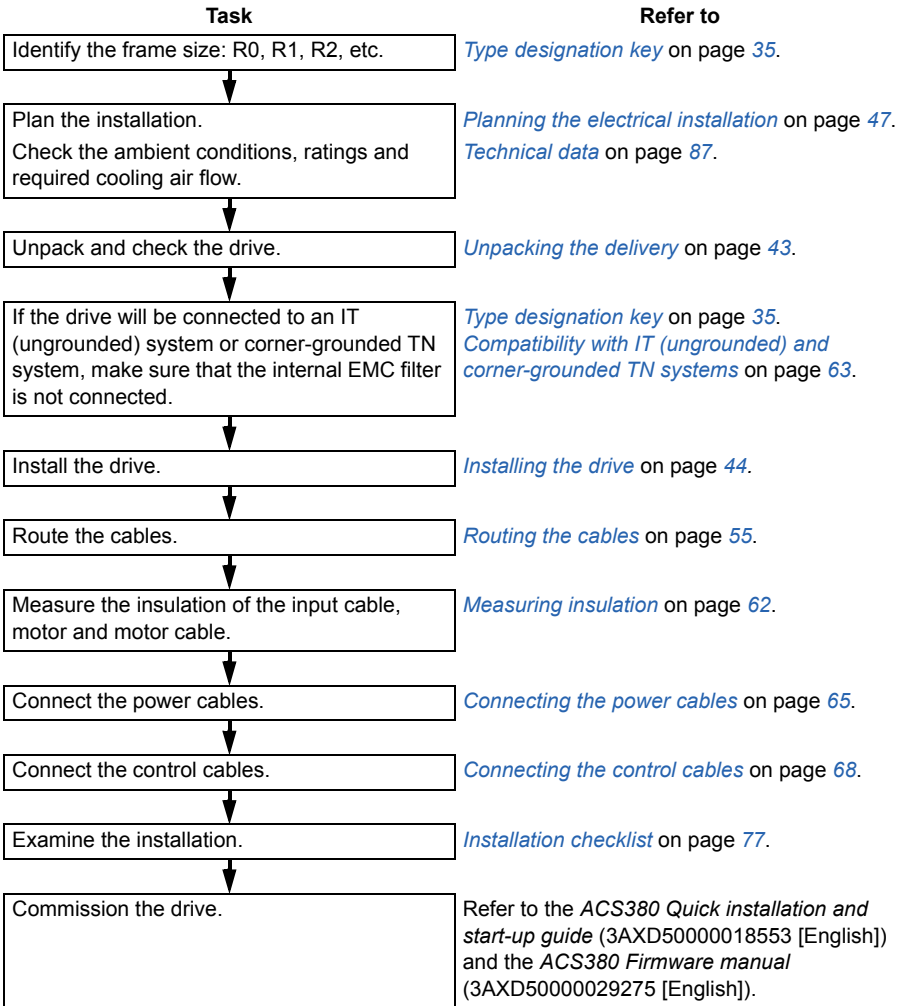 Task Refer to
Identify the frame size: R0, R1, R2, etc. Type designation key on page 35.
Plan the installation. Planning the electrical installation on page 47.
Check the ambient conditions, ratings and Technical data on page 87.
required cooling air flow.
Unpack and check the drive. Unpacking the delivery on page 43.
If the drive will be connected to an IT Type designation key on page 35.
(ungrounded) system or corner-grounded TN Compatibility with IT (ungrounded) and
system, make sure that the internal EMC filter corner-grounded TN systems on page 63.
is not connected.
Install the drive. Installing the drive on page 44.
Route the cables. Routing the cables on page 55.
Measure the insulation of the input cable, Measuring insulation on page 62.
motor and motor cable.
Connect the power cables. Connecting the power cables on page 65.
Connect the control cables. Connecting the control cables on page 68.
Examine the installation. Installation checklist on page 77.
Commission the drive. Refer to the ACS380 Quick installation and
start-up guide (3AXD50000018553 [English])
and the ACS380 Firmware manual
(3AXD50000029275 [English]).